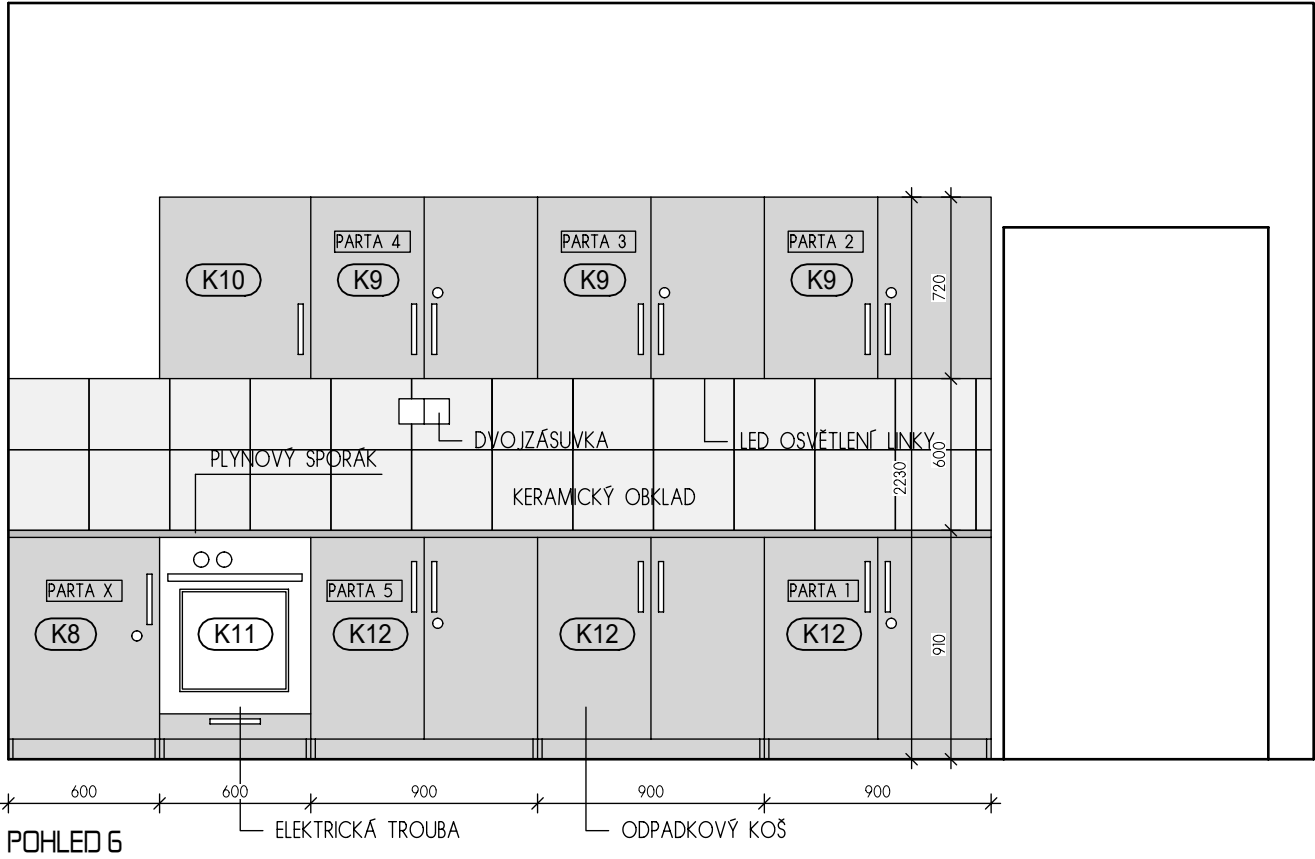 PARTA 4
PARTA 3
PARTA 2
K10
K9
K9
K9
720
DVOJZÁSUVKA
LED OSVĚTLENÍ LINKY
PLYNOVÝ SPORÁK
600
2230
KERAMICKÝ OBKLAD
PARTA X
PARTA 5
PARTA 1
K8
K11
K12
K12
K12
910
600
600
900
900
900
ELEKTRICKÁ TROUBA
ODPADKOVÝ KOŠ
POHLED 6